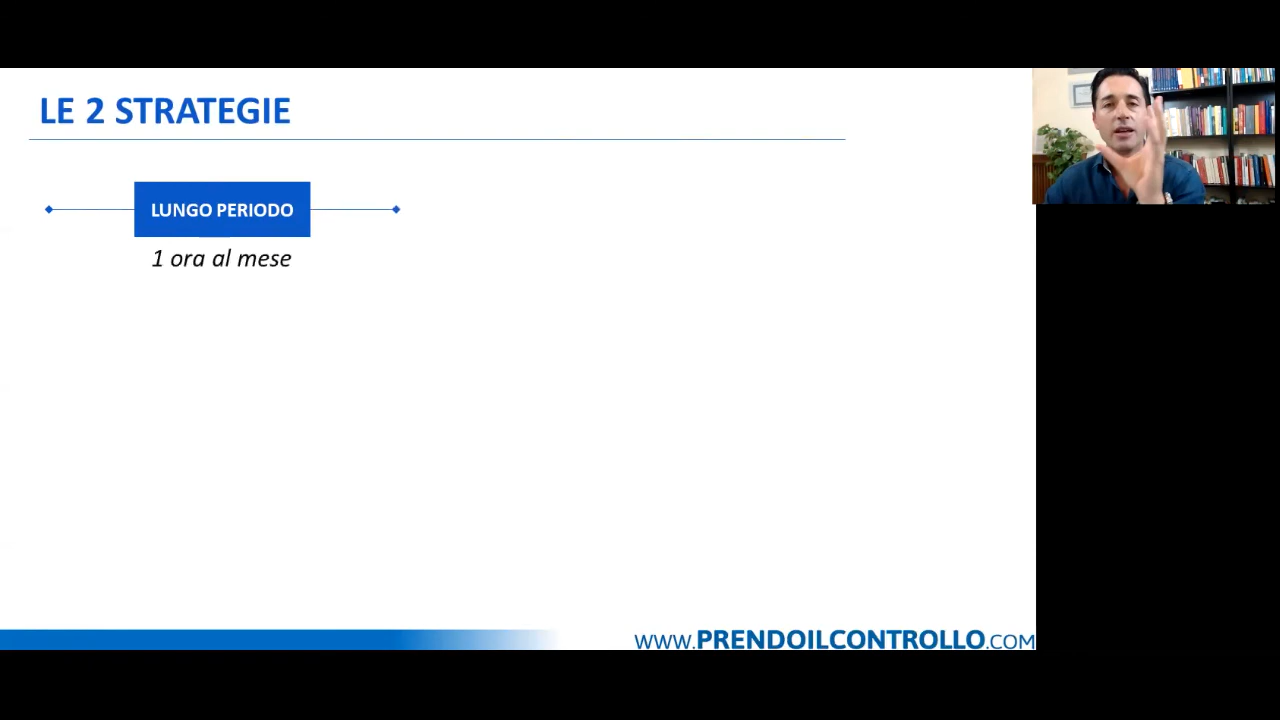 LE 2 STRATEGIE
LUNGO PERIODO
1 ora al mese
WWW.PRENDOILCONTROLLO.COM